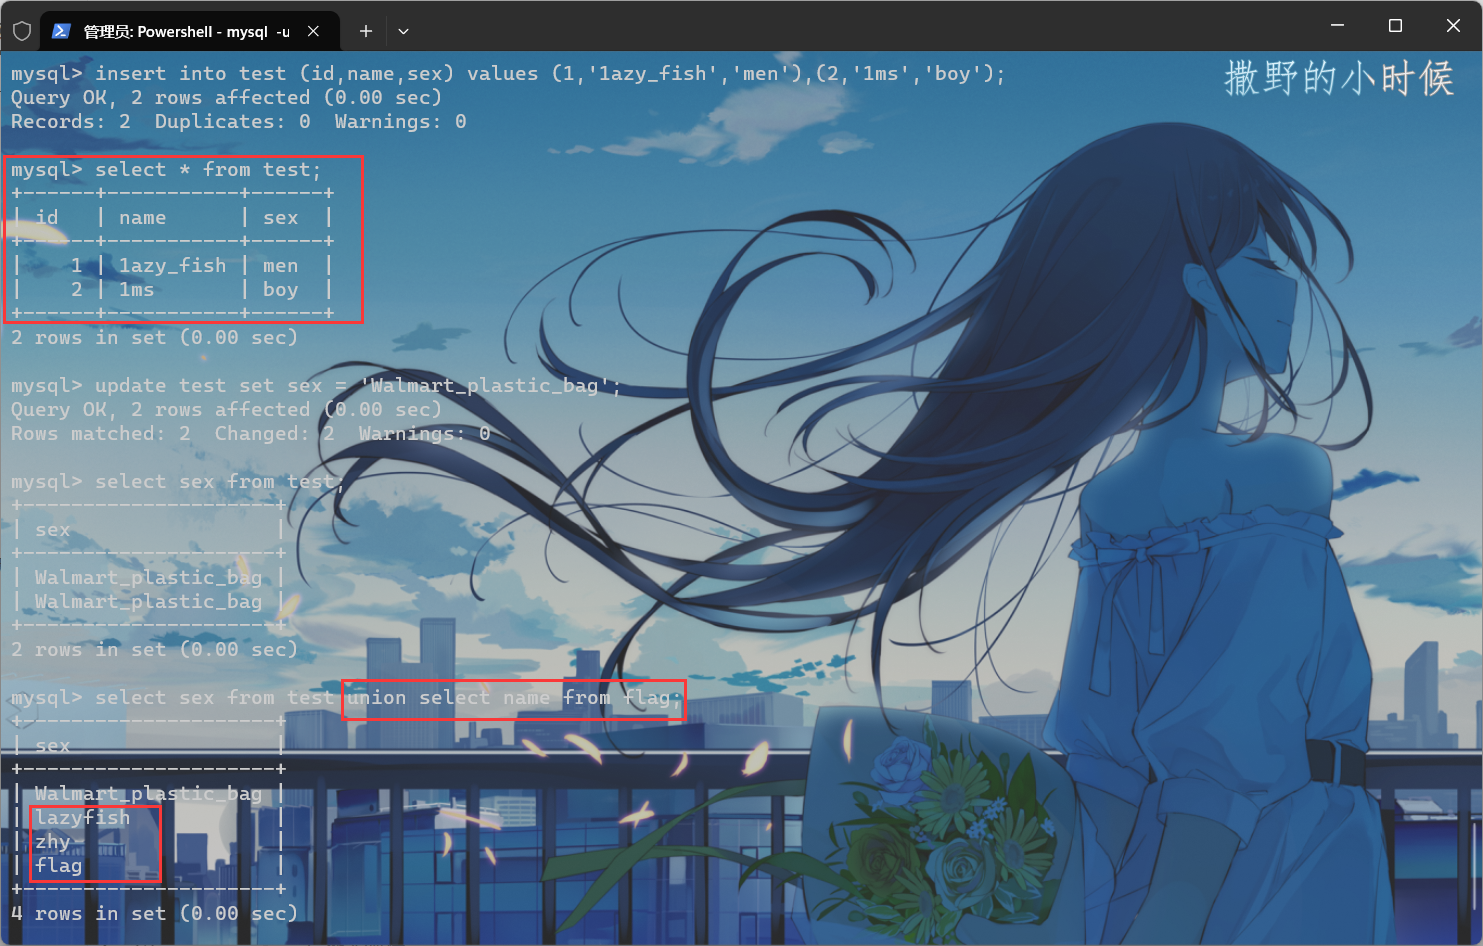 管理员: Powershell - mysql -u
撒野的小时候
mysql> insert into test (id,name,sex) values (1,'1azy_fish','men'),(2,'1ms','boy');
Query OK, 2 rows affected (0.00 sec)
Records: 2  Duplicates: 0  Warnings: 0
mysql> select * from test;
+------+-----------+------+
| id   | name      | sex  |
+------+-----------+------+
|    1 | 1azy_fish | men  |
|    2 | 1ms       | boy  |
+------+-----------+------+
2 rows in set (0.00 sec)
mysql> update test set sex = 'Walmart_plastic_bag';
Query OK, 2 rows affected (0.00 sec)
Rows matched: 2  Changed: 2  Warnings: 0
mysql> select sex from test;
+---------------------+
| sex                 |
+---------------------+
| Walmart_plastic_bag |
| Walmart_plastic_bag |
+---------------------+
2 rows in set (0.00 sec)
mysql> select sex from test union select name from flag;
+---------------------+
| sex                 |
+---------------------+
| Walmart_plastic_bag |
| lazyfish            |
| zhy                 |
| flag                |
+---------------------+
4 rows in set (0.00 sec)